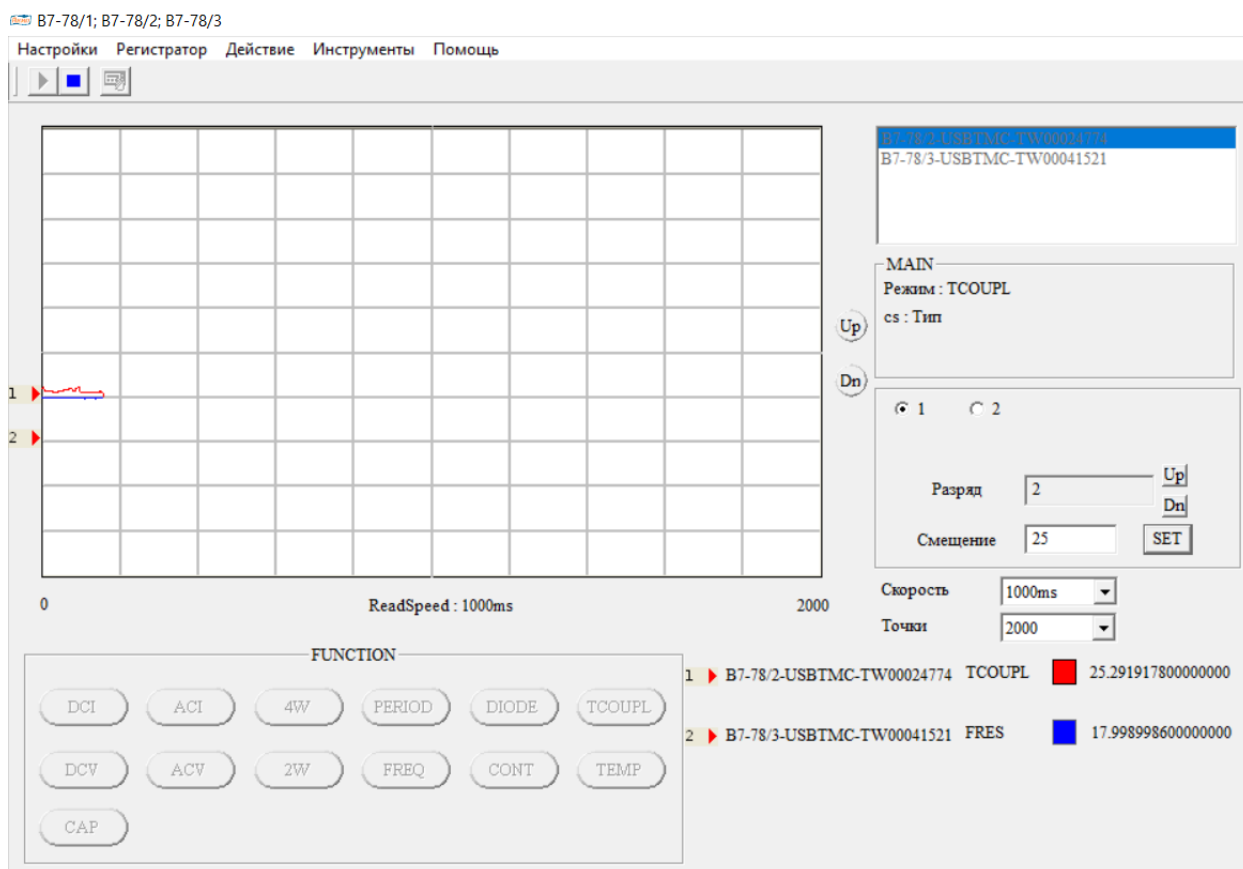 B7-78/1; B7-78/2; B7-78/3
Настройки Регистратор Действие Инструменты Помощь
B7-78/2-USBTMC-TW00024774
B7-78/3-USBTMC-TW00041521
MAIN
Режим : TCOUPL
cs : Тип
Up
Dn
1
2
1 2
Разряд 2 Up
Dn
Смещение 25 SET
0 ReadSpeed : 1000ms 2000
Скорость 1000ms
Точки 2000
FUNCTION
DCI ACI 4W PERIOD DIODE TCOUPL
DCV ACV 2W FREQ CONT TEMP
CAP
1 B7-78/2-USBTMC-TW00024774 TCOUPL 25.291917800000000
2 B7-78/3-USBTMC-TW00041521 FRES 17.998998600000000